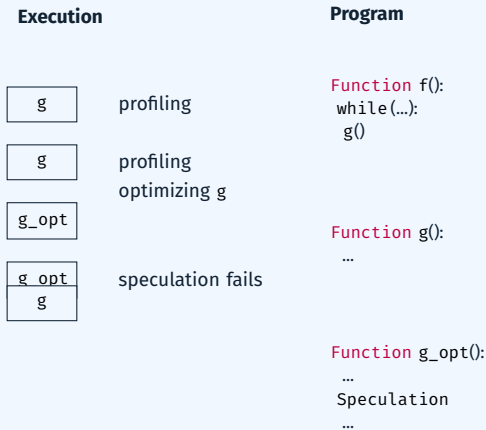 Execution
g profiling
g profiling
optimizing g
g_opt
g_opt speculation fails
g
Program
Function f():
while(...):
g()
Function g():
...
Function g_opt():
...
Speculation
...